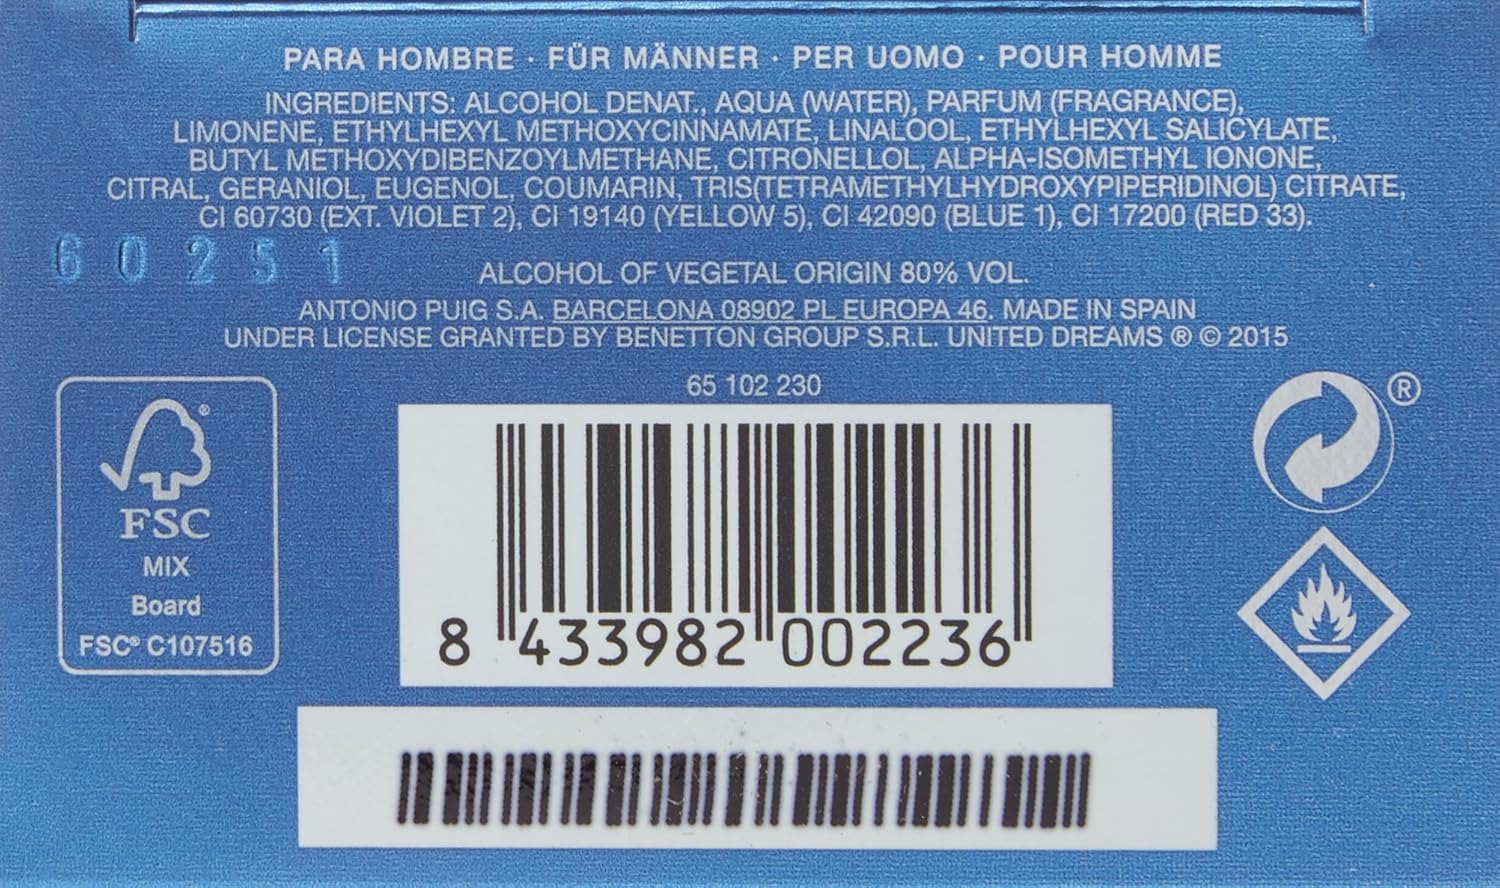 PARA HOMBRE · FÜR MÄNNER · PER UOMO · POUR HOMME
INGREDIENTS: ALCOHOL DENAT., AQUA (WATER), PARFUM (FRAGRANCE),
LIMONENE, ETHYLHEXYL METHOXYCINNAMATE, LINALOOL, ETHYLHEXYL SALICYLATE,
BUTYL METHOXYDIBENZOYLMETHANE, CITRONELLOL, ALPHA-ISOMETHYL IONONE,
CITRAL, GERANIOL, EUGENOL, COUMARIN, TRIS(TETRAMETHYLHYDROXYPIPERIDINOL) CITRATE,
CI 60730 (EXT. VIOLET 2), CI 19140 (YELLOW 5), CI 42090 (BLUE 1), CI 17200 (RED 33).
60251
ALCOHOL OF VEGETAL ORIGIN 80% VOL.
ANTONIO PUIG S.A. BARCELONA 08902 PL EUROPA 46. MADE IN SPAIN
UNDER LICENSE GRANTED BY BENETTON GROUP S.R.L. UNITED DREAMS ® © 2015
65 102 230
®
FSC
MIX
Board
FSC® C107516
8 433982 002236
®